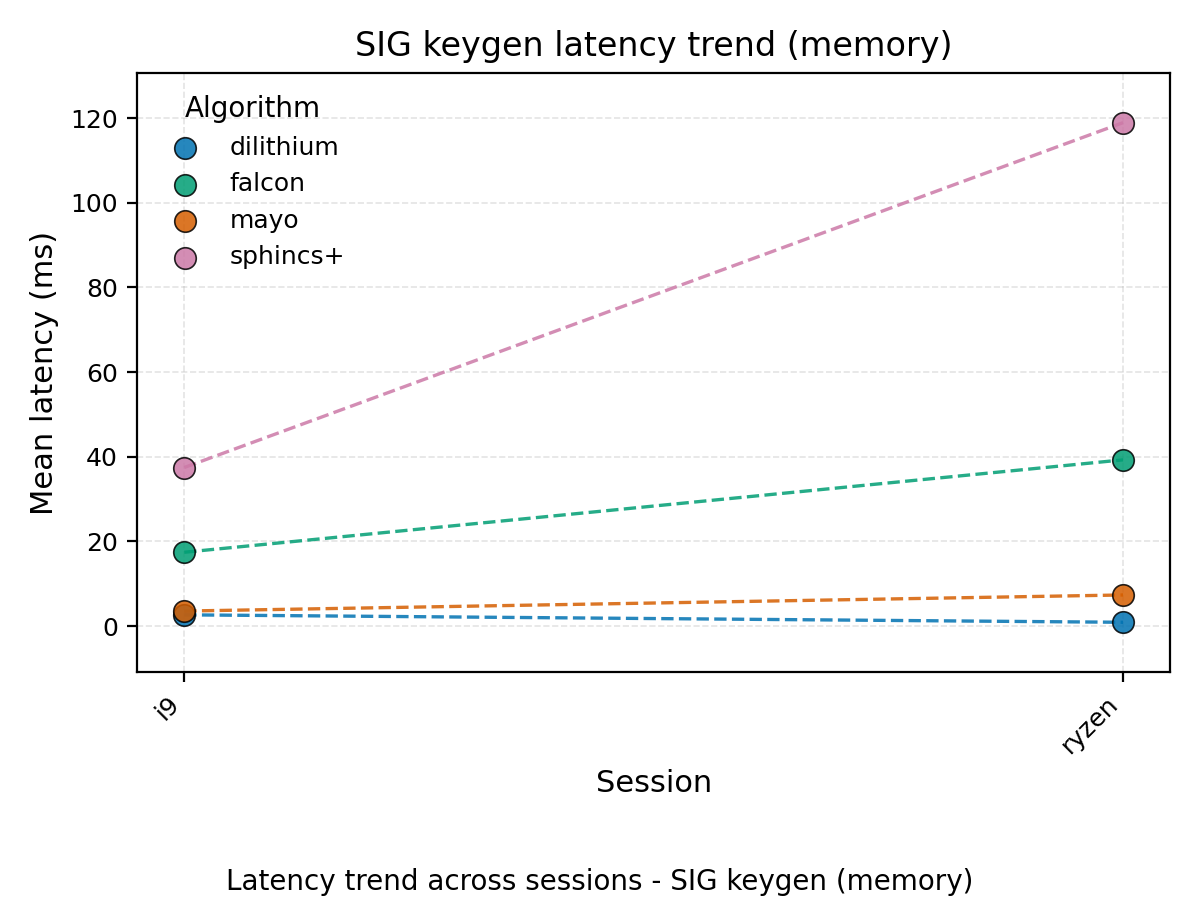 SIG keygen latency trend (memory)
Algorithm
dilithium
falcon
mayo
sphincs+
120
100
80
60
40
20
0
Mean latency (ms)
i9
ryzen
Session
Latency trend across sessions - SIG keygen (memory)